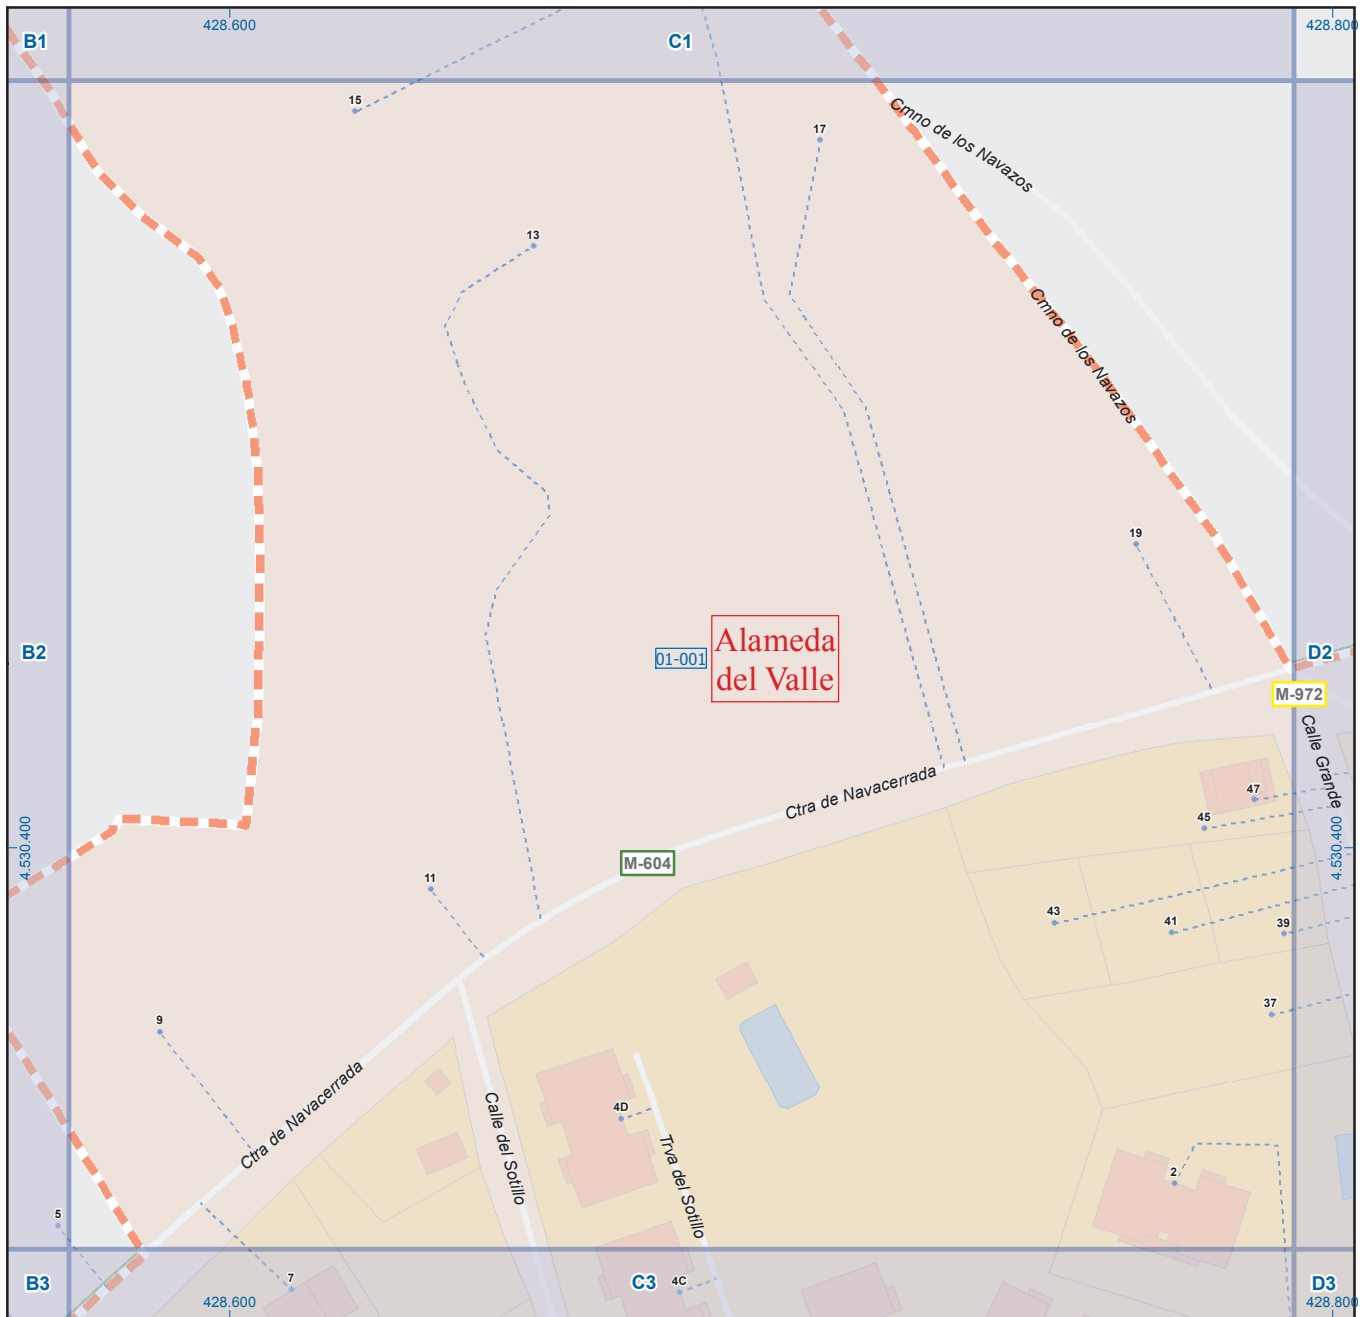 428.600
428.800
B1
C1
15
Cmno de los Navazos
17
13
Cmno de los Navazos
19
Alameda
del Valle
01-001
B2
D2
M-972
Calle Grande
Ctra de Navacerrada
47
45
4.530.400
4.530.400
M-604
11
43
41
39
37
9
Ctra de Navacerrada
Calle del Sotillo
4D
Trva del Sotillo
2
5
7
4C
B3
C3
D3
428.600
428.800